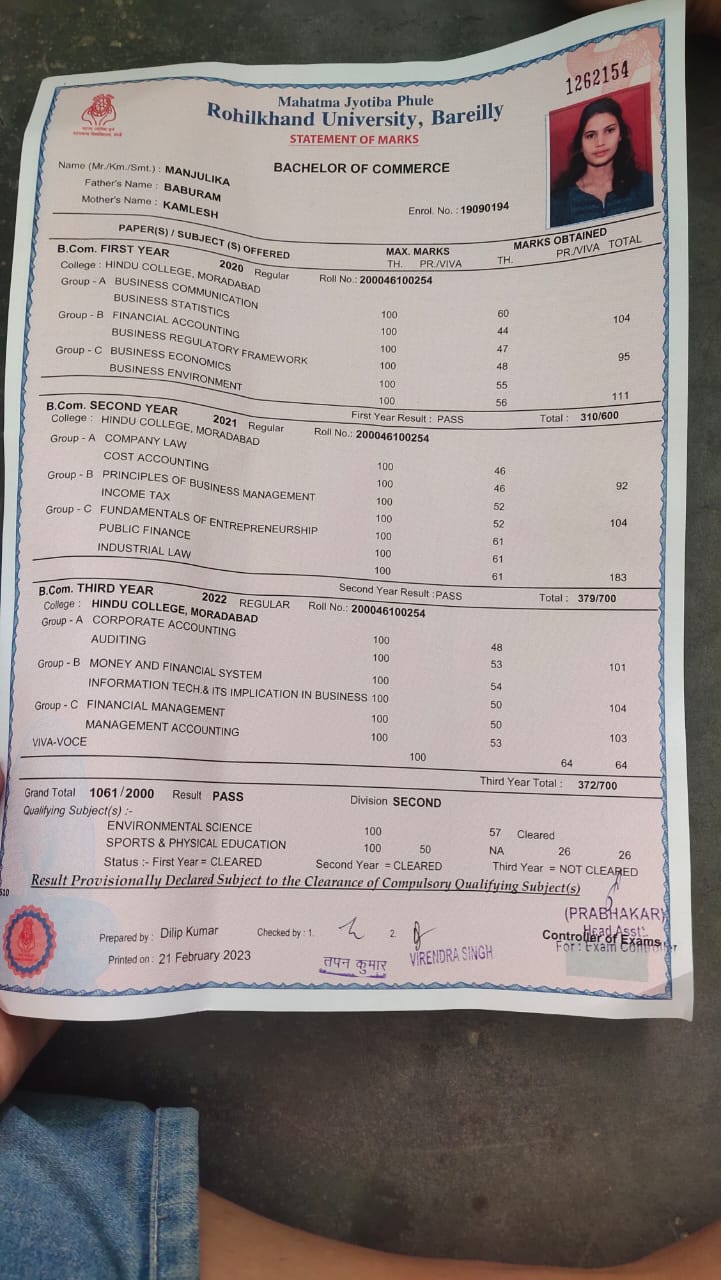 1262154
Mahatma Jyotiba Phule
Rohilkhand University, Bareilly
STATEMENT OF MARKS
BACHELOR OF COMMERCE
Name (Mr./Km./Smt.) : MANJULIKA
Father's Name : BABURAM
Mother's Name : KAMLESH
Enrol. No. : 19090194
PAPER(S) / SUBJECT (S) OFFERED MAX. MARKS MARKS OBTAINED
TH. PR./VIVA TH. PR./VIVA TOTAL
B.Com. FIRST YEAR 2020 Regular Roll No.: 200046100254
College : HINDU COLLEGE, MORADABAD
Group - A BUSINESS COMMUNICATION 100 60
BUSINESS STATISTICS 100 44 104
Group - B FINANCIAL ACCOUNTING 100 47
BUSINESS REGULATORY FRAMEWORK 100 48 95
Group - C BUSINESS ECONOMICS 100 55
BUSINESS ENVIRONMENT 100 56 111
First Year Result : PASS Total : 310/600
B.Com. SECOND YEAR 2021 Regular Roll No.: 200046100254
College : HINDU COLLEGE, MORADABAD
Group - A COMPANY LAW 100 46
COST ACCOUNTING 100 46 92
Group - B PRINCIPLES OF BUSINESS MANAGEMENT 100 52
INCOME TAX 100 52 104
Group - C FUNDAMENTALS OF ENTREPRENEURSHIP 100 61
PUBLIC FINANCE 100 61
INDUSTRIAL LAW 100 61 183
Second Year Result :PASS Total : 379/700
B.Com. THIRD YEAR 2022 REGULAR Roll No.: 200046100254
College : HINDU COLLEGE, MORADABAD
Group - A CORPORATE ACCOUNTING 100 48
AUDITING 100 53 101
Group - B MONEY AND FINANCIAL SYSTEM 100 54
INFORMATION TECH.& ITS IMPLICATION IN BUSINESS 100 50 104
Group - C FINANCIAL MANAGEMENT 100 50
MANAGEMENT ACCOUNTING 100 53 103
VIVA-VOCE 100 64 64
Third Year Total : 372/700
Grand Total 1061/2000 Result PASS Division SECOND
Qualifying Subject(s) :-
ENVIRONMENTAL SCIENCE 100 57 Cleared
SPORTS & PHYSICAL EDUCATION 100 50 NA 26 26
Status :- First Year = CLEARED Second Year = CLEARED Third Year = NOT CLEARED
Result Provisionally Declared Subject to the Clearance of Compulsory Qualifying Subject(s)
510
Prepared by : Dilip Kumar Checked by : 1. 2.
Printed on : 21 February 2023
तपन कुमार
VIRENDRA SINGH
(PRABHAKAR)
Head Asst.
Controller of Exams
For : Exam Controller